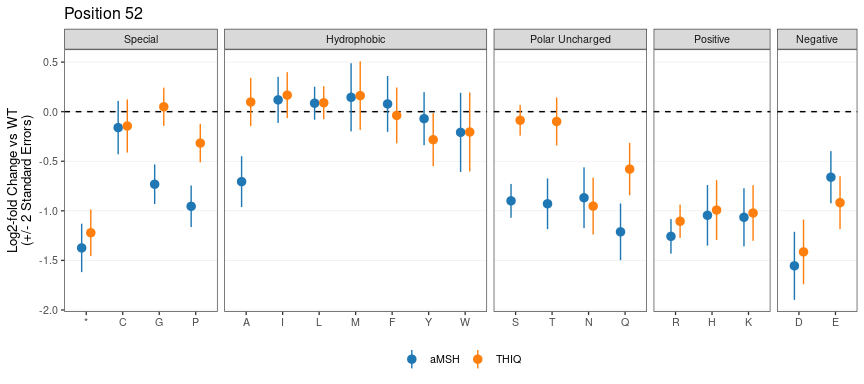 Position 52
Special Hydrophobic Polar Uncharged Positive Negative
Log2-fold Change vs WT
(+/- 2 Standard Errors)
0.5
0.0
-0.5
-1.0
-1.5
-2.0
* C G P A I L M F Y W S T N Q R H K D E
aMSH THIQ